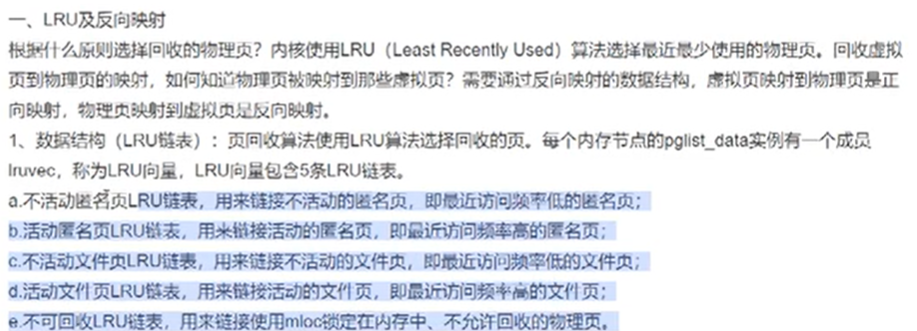 一、LRU及反向映射
根据什么原则选择回收的物理页？内核使用LRU（Least Recently Used）算法选择最近最少使用的物理页。回收虚拟
页到物理页的映射，如何知道物理页被映射到那些虚拟页？需要通过反向映射的数据结构，虚拟页映射到物理页是正
向映射，物理页映射到虚拟页是反向映射。
1、数据结构（LRU链表）：页回收算法使用LRU算法选择回收的页。每个内存节点的pglist_data实例有一个成员
lruvec，称为LRU向量，LRU向量包含5条LRU链表。
a.不活动匿名页LRU链表，用来链接不活动的匿名页，即最近访问频率低的匿名页；
b.活动匿名页LRU链表，用来链接活动的匿名页，即最近访问频率高的匿名页；
c.不活动文件页LRU链表，用来链接不活动的文件页，即最近访问频率低的文件页；
d.活动文件页LRU链表，用来链接活动的文件页，即最近访问频率高的文件页；
e.不可回收LRU链表，用来链接使用mloc锁定在内存中、不允许回收的物理页。